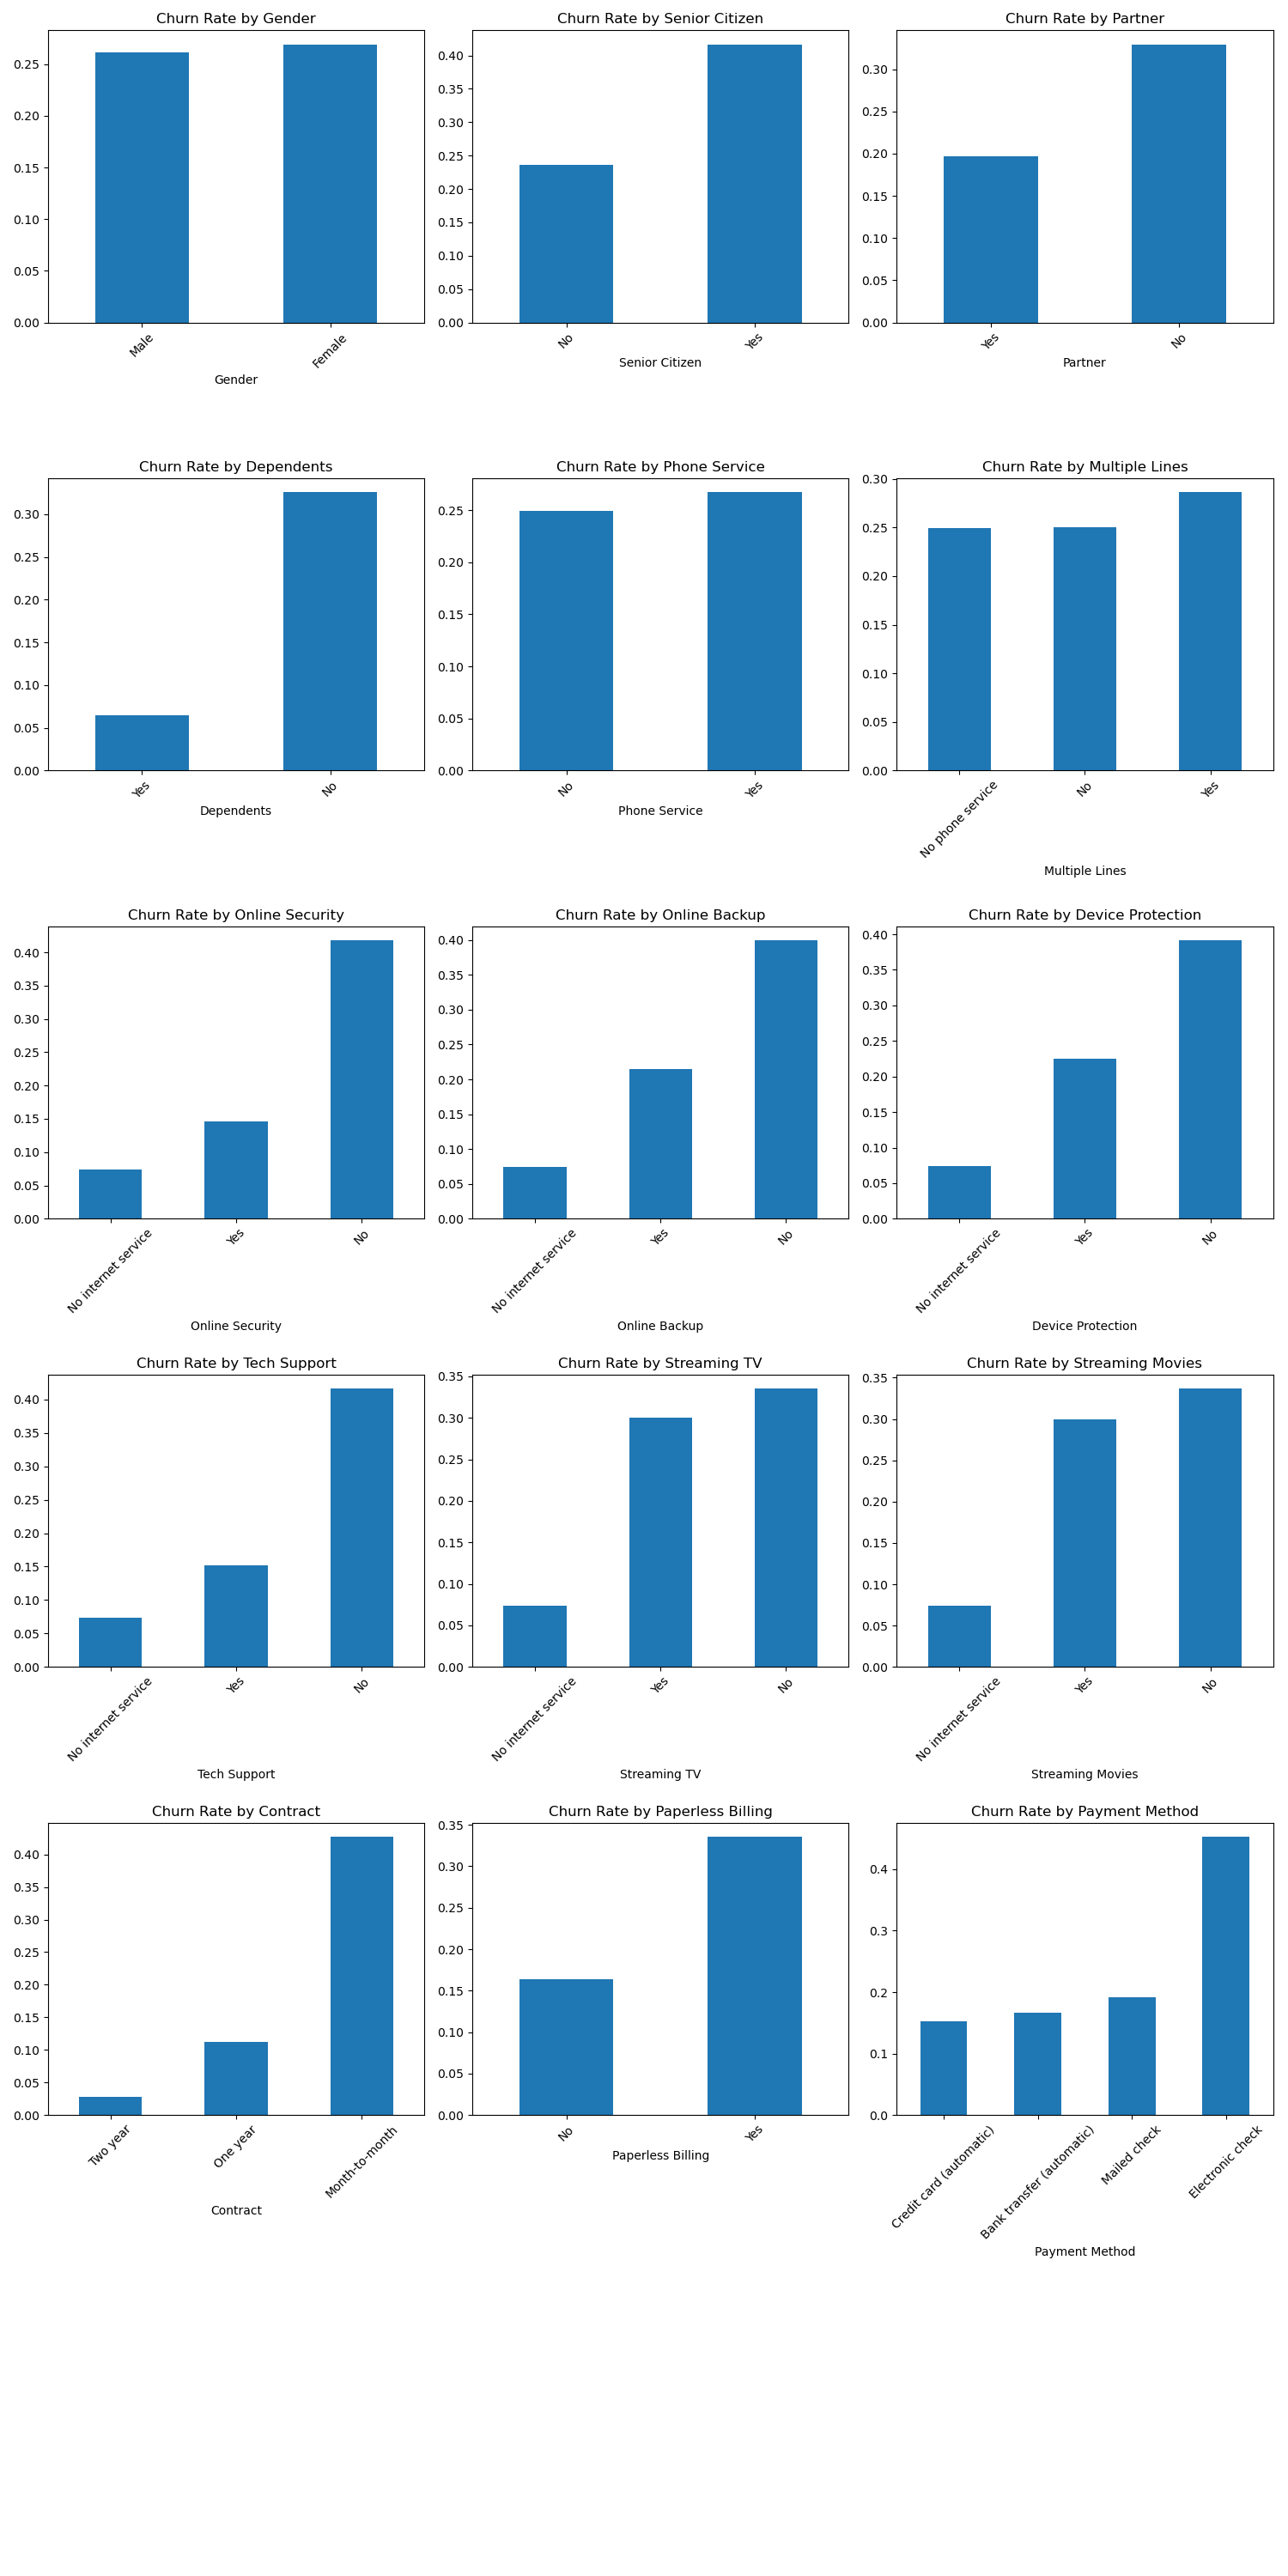 Churn Rate by Gender
0.25
0.20
0.15
0.10
0.05
0.00
Male
Female
Gender
Churn Rate by Senior Citizen
0.40
0.35
0.30
0.25
0.20
0.15
0.10
0.05
0.00
No
Yes
Senior Citizen
Churn Rate by Partner
0.30
0.25
0.20
0.15
0.10
0.05
0.00
Yes
No
Partner
Churn Rate by Dependents
0.30
0.25
0.20
0.15
0.10
0.05
0.00
Yes
No
Dependents
Churn Rate by Phone Service
0.25
0.20
0.15
0.10
0.05
0.00
No
Yes
Phone Service
Churn Rate by Multiple Lines
0.30
0.25
0.20
0.15
0.10
0.05
0.00
No phone service
No
Yes
Multiple Lines
Churn Rate by Online Security
0.40
0.35
0.30
0.25
0.20
0.15
0.10
0.05
0.00
No internet service
Yes
No
Online Security
Churn Rate by Online Backup
0.40
0.35
0.30
0.25
0.20
0.15
0.10
0.05
0.00
No internet service
Yes
No
Online Backup
Churn Rate by Device Protection
0.40
0.35
0.30
0.25
0.20
0.15
0.10
0.05
0.00
No internet service
Yes
No
Device Protection
Churn Rate by Tech Support
0.40
0.35
0.30
0.25
0.20
0.15
0.10
0.05
0.00
No internet service
Yes
No
Tech Support
Churn Rate by Streaming TV
0.35
0.30
0.25
0.20
0.15
0.10
0.05
0.00
No internet service
Yes
No
Streaming TV
Churn Rate by Streaming Movies
0.35
0.30
0.25
0.20
0.15
0.10
0.05
0.00
No internet service
Yes
No
Streaming Movies
Churn Rate by Contract
0.40
0.35
0.30
0.25
0.20
0.15
0.10
0.05
0.00
Two year
One year
Month-to-month
Contract
Churn Rate by Paperless Billing
0.35
0.30
0.25
0.20
0.15
0.10
0.05
0.00
No
Yes
Paperless Billing
Churn Rate by Payment Method
0.4
0.3
0.2
0.1
0.0
Credit card (automatic)
Bank transfer (automatic)
Mailed check
Electronic check
Payment Method